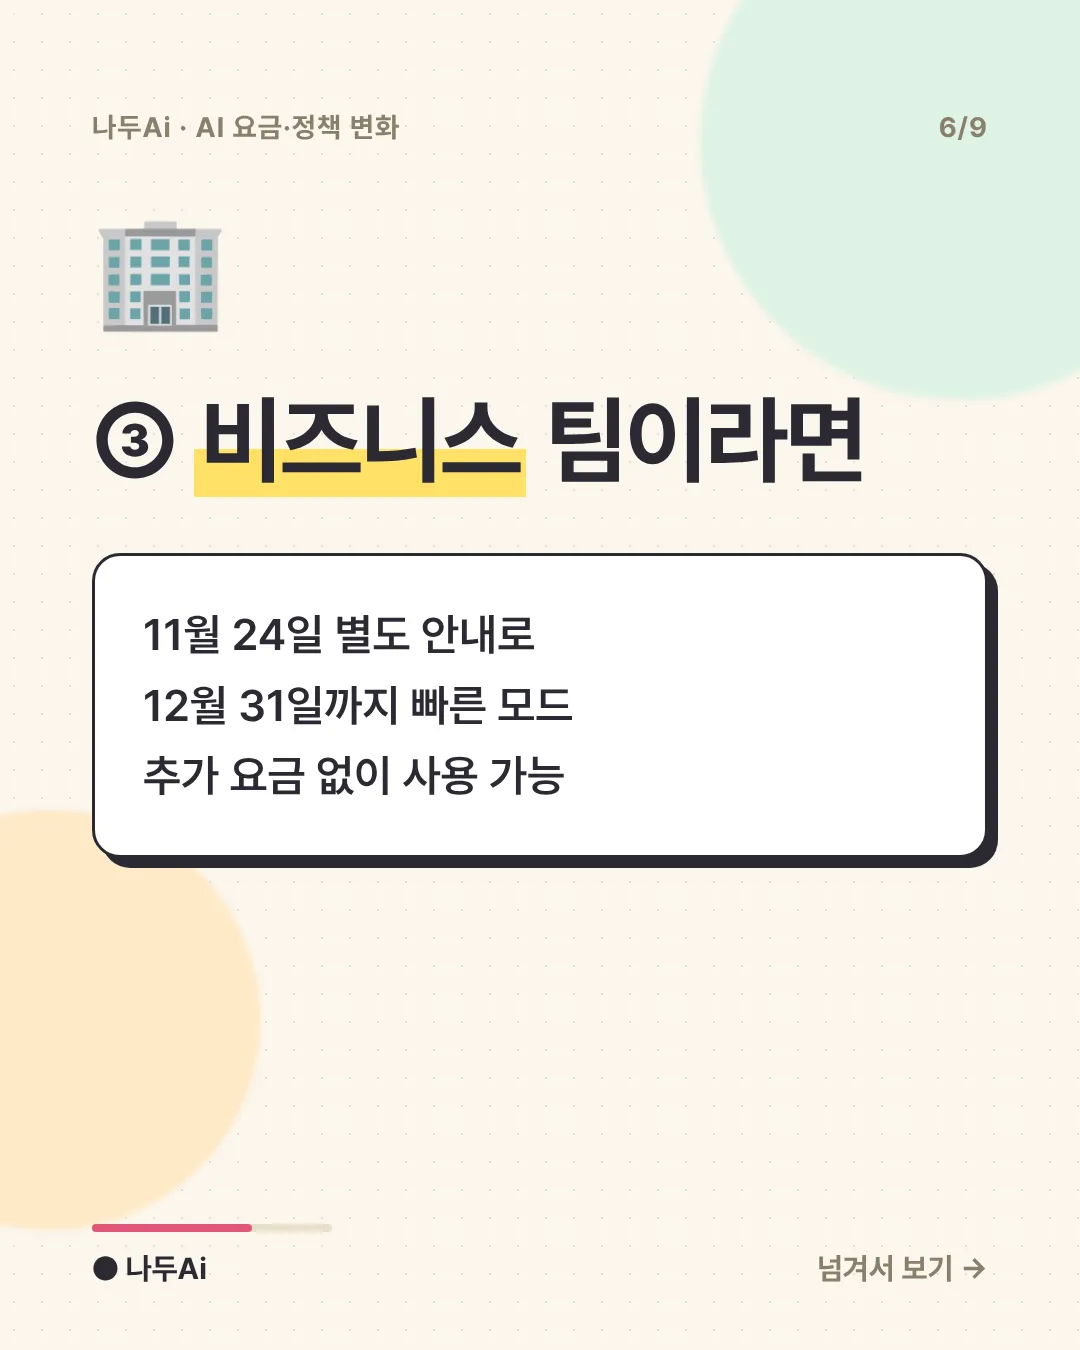 나두Ai · AI 요금·정책 변화
6/9
③ 비즈니스 팀이라면
11월 24일 별도 안내로
12월 31일까지 빠른 모드
추가 요금 없이 사용 가능
나두Ai
넘겨서 보기 →